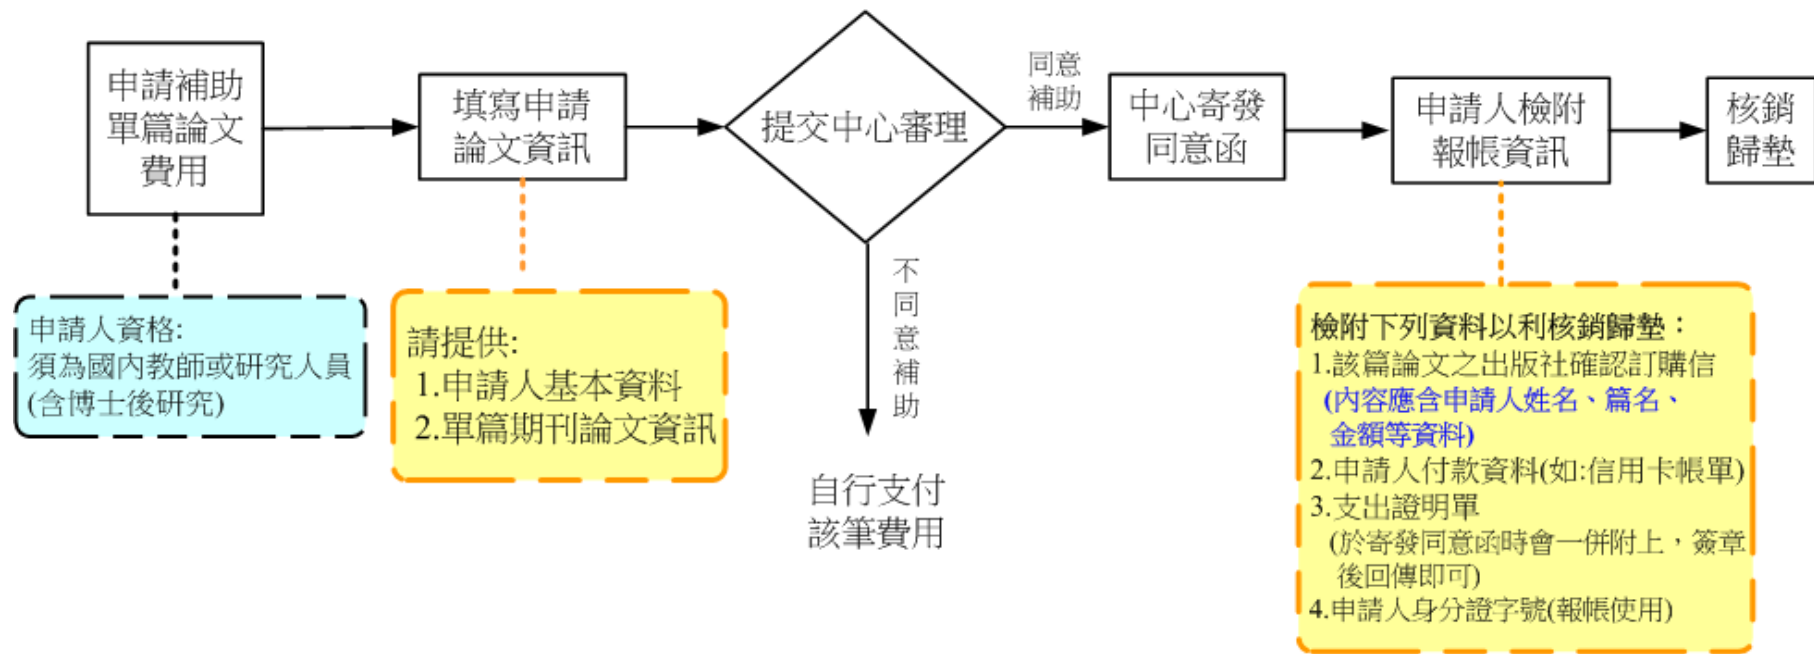 申請補助
單篇論文
費用
填寫申請
論文資訊
提交中心審理
同意
補助
中心寄發
同意函
申請人檢附
報帳資訊
核銷
歸墊
不
同
意
補
助
自行支付
該筆費用
申請人資格:
須為國內教師或研究人員
(含博士後研究)
請提供:
1.申請人基本資料
2.單篇期刊論文資訊
檢附下列資料以利核銷歸墊：
1.該篇論文之出版社確認訂購信
(內容應含申請人姓名、篇名、
金額等資料)
2.申請人付款資料(如:信用卡帳單)
3.支出證明單
(於寄發同意函時會一併附上，簽章
後回傳即可)
4.申請人身分證字號(報帳使用)